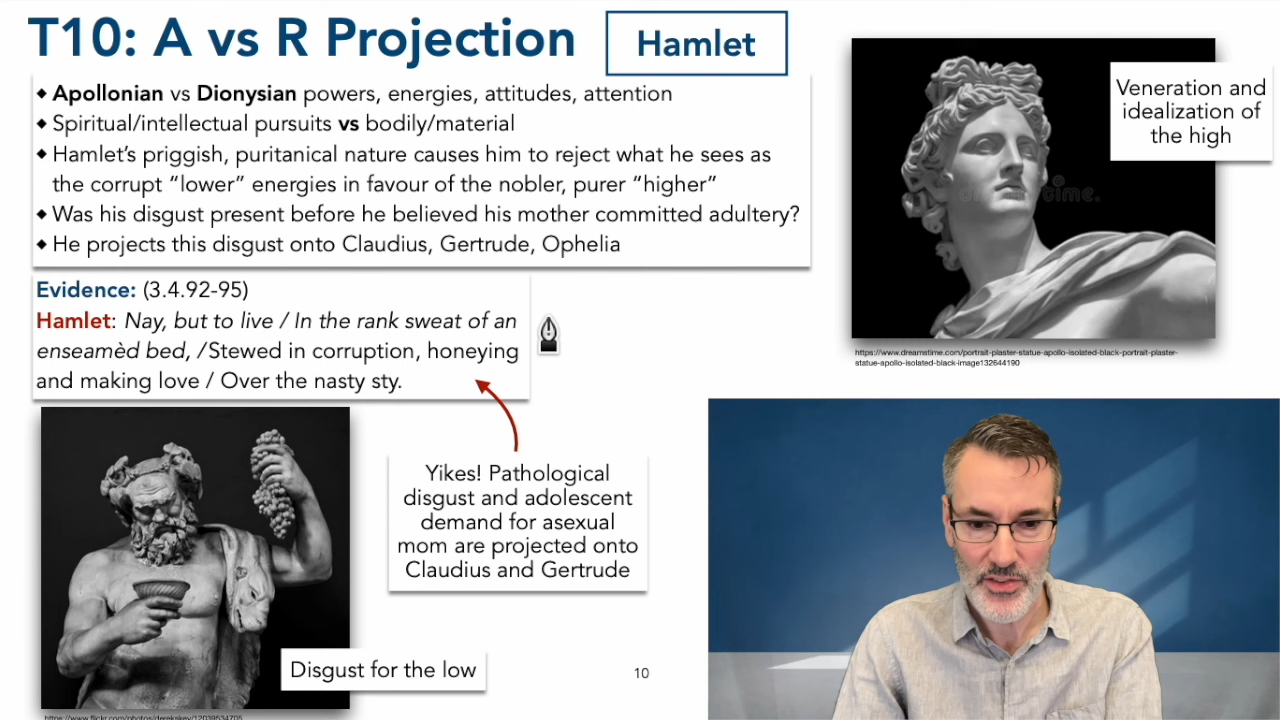 T10: A vs R Projection
Hamlet
◆ Apollonian vs Dionysian powers, energies, attitudes, attention
◆ Spiritual/intellectual pursuits vs bodily/material
◆ Hamlet’s priggish, puritanical nature causes him to reject what he sees as
the corrupt “lower” energies in favour of the nobler, purer “higher”
◆ Was his disgust present before he believed his mother committed adultery?
◆ He projects this disgust onto Claudius, Gertrude, Ophelia
Veneration and
idealization of
the high
Evidence: (3.4.92-95)
Hamlet: Nay, but to live / In the rank sweat of an
enseamèd bed, /Stewed in corruption, honeying
and making love / Over the nasty sty.
https://www.dreamstime.com/portrait-plaster-statue-apollo-isolated-black-portrait-plaster-
statue-apollo-isolated-black-image132644190
Yikes! Pathological
disgust and adolescent
demand for asexual
mom are projected onto
Claudius and Gertrude
Disgust for the low
10